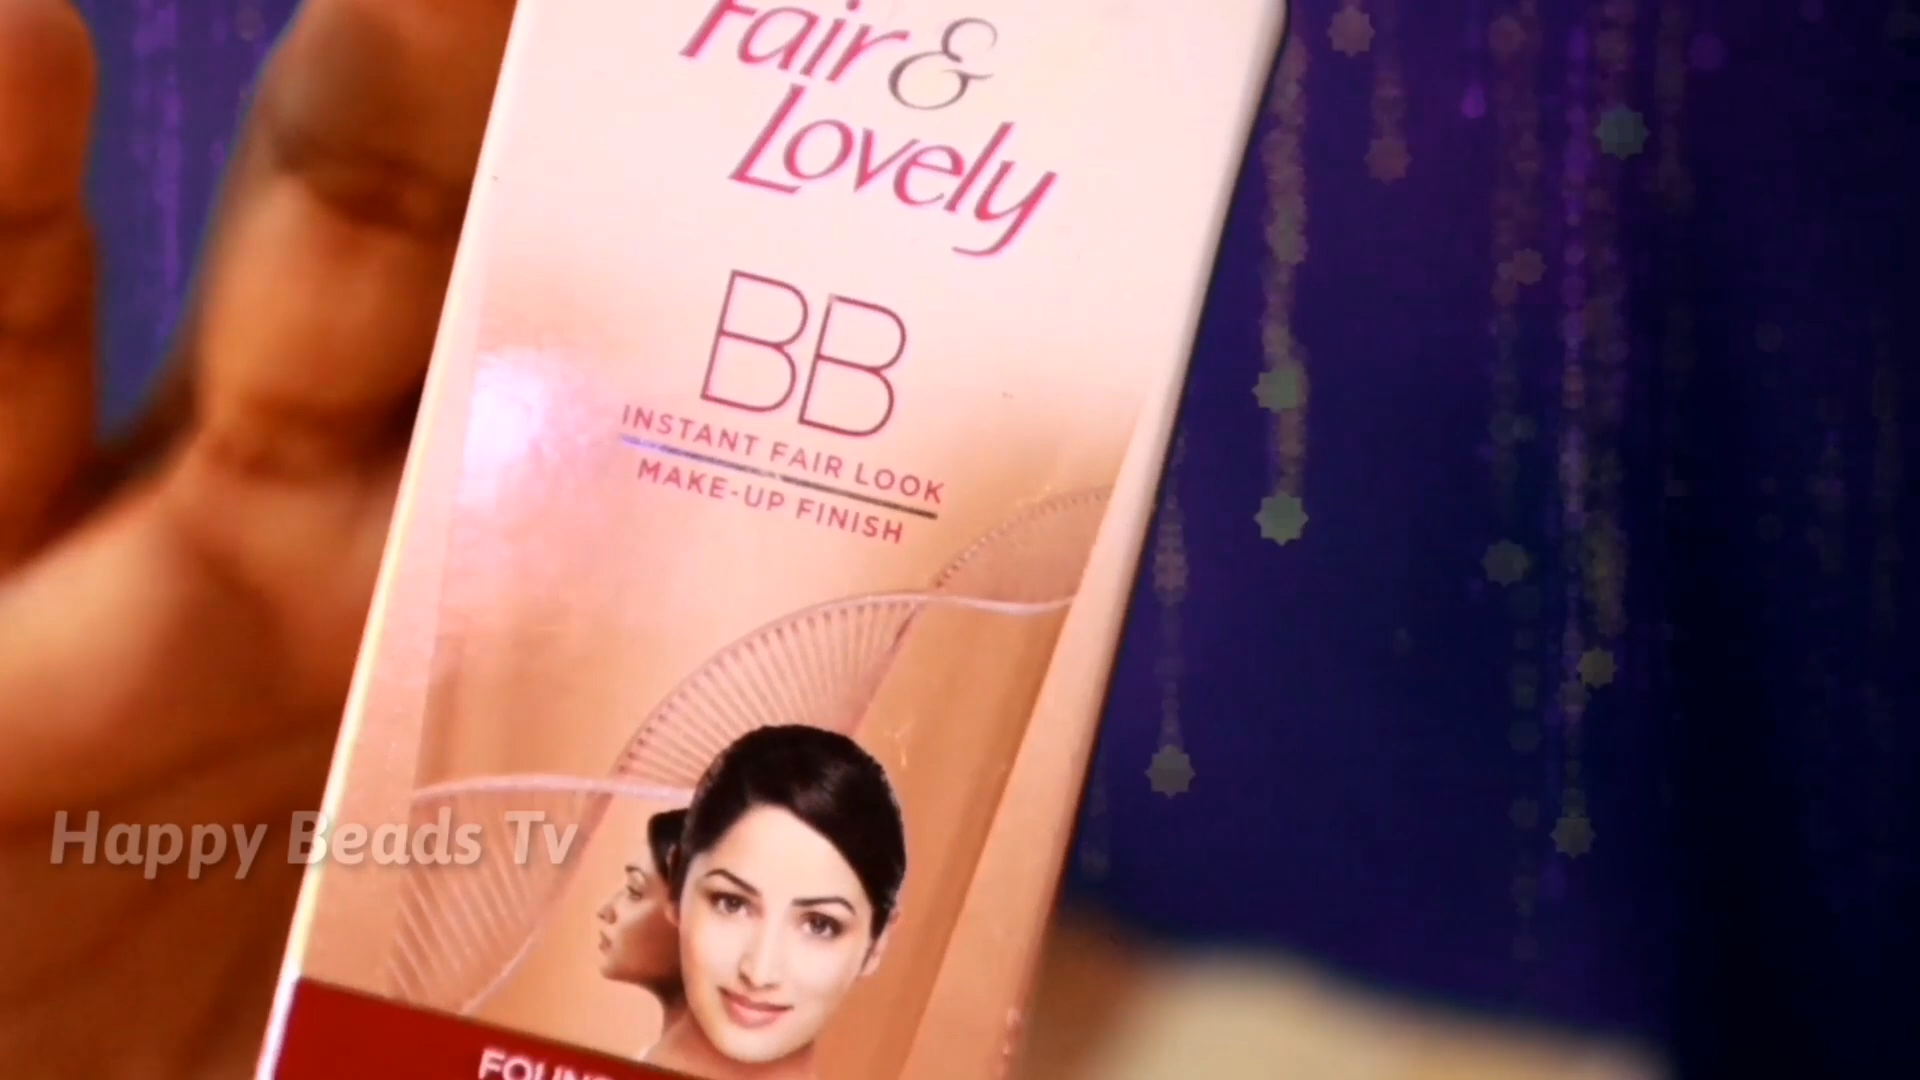 Fair &
Lovely
BB
INSTANT FAIR LOOK
MAKE-UP FINISH
Happy Beads Tv